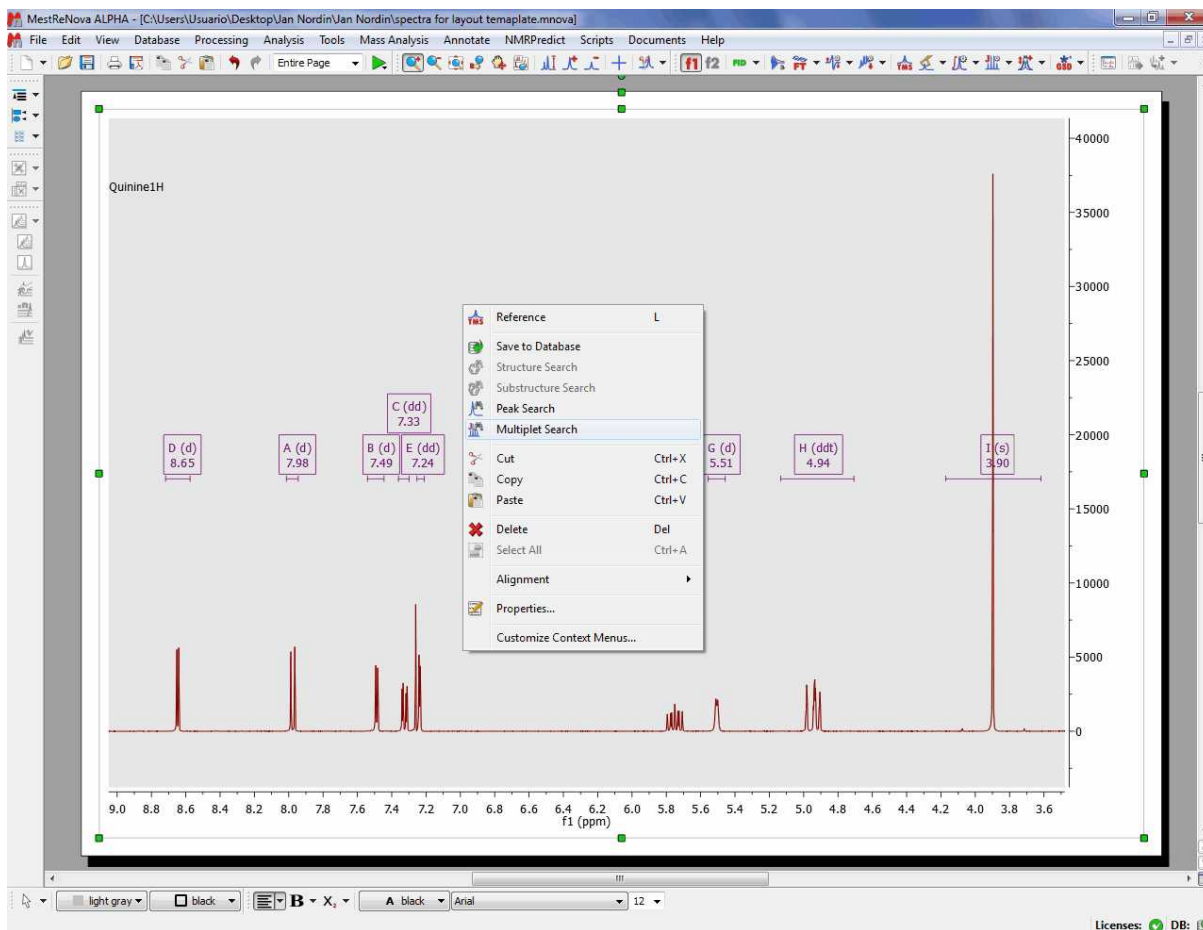 MestReNova ALPHA - [C:\Users\Usuario\Desktop\Jan Nordin\Jan Nordin\spectra for layout temaplate.mnova]
File Edit View Database Processing Analysis Tools Mass Analysis Annotate NMRPredict Scripts Documents Help
Entire Page f1 f2 FID FT TMS GSD
Quinine1H
40000
35000
30000
25000
20000
15000
10000
5000
0
C (dd)
7.33
D (d) A (d) B (d) E (dd) G (d) H (ddt) I (s)
8.65 7.98 7.49 7.24 5.51 4.94 3.90
TMS Reference L
Save to Database
Structure Search
Substructure Search
Peak Search
Multiplet Search
Cut Ctrl+X
Copy Ctrl+C
Paste Ctrl+V
Delete Del
Select All Ctrl+A
Alignment
Properties...
Customize Context Menus...
9.0 8.8 8.6 8.4 8.2 8.0 7.8 7.6 7.4 7.2 7.0 6.8 6.6 6.4 6.2 6.0 5.8 5.6 5.4 5.2 5.0 4.8 4.6 4.4 4.2 4.0 3.8 3.6
f1 (ppm)
light gray black B X₂ A black Arial 12
Licenses: DB: